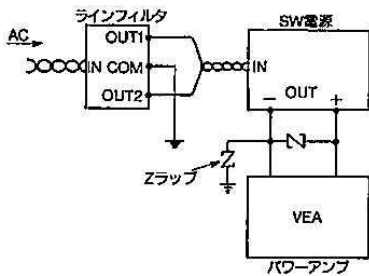 ラインフィルタ
SW電源
AC
OUT1
IN COM
OUT2
IN
− OUT +
Zラップ
VEA
パワーアンプ